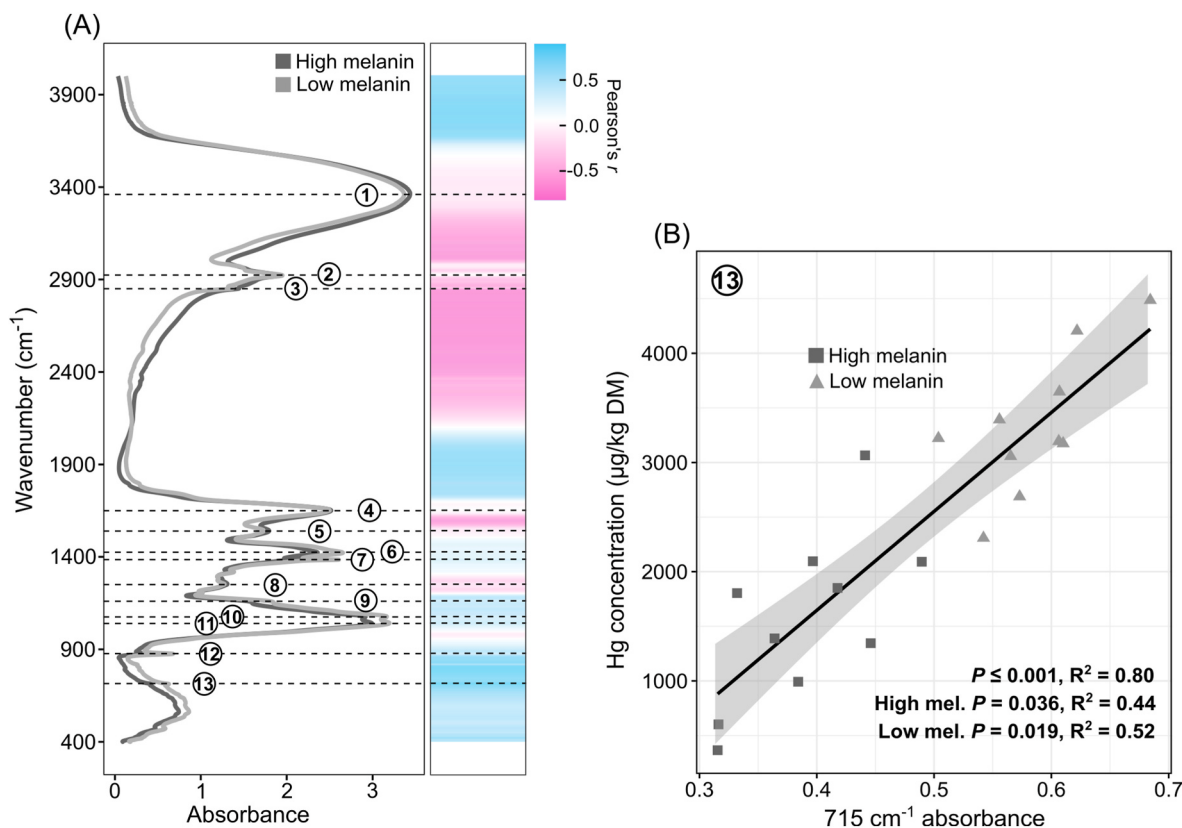 (A)
High melanin
Low melanin
Wavenumber (cm⁻¹)
3900
3400
2900
2400
1900
1400
900
400
1
2
3
4
5
6
7
8
9
10
11
12
13
0
1
2
3
Absorbance
0.5
0.0
-0.5
Pearson's r
(B)
13
High melanin
Low melanin
Hg concentration (µg/kg DM)
4000
3000
2000
1000
P ≤ 0.001, R² = 0.80
High mel. P = 0.036, R² = 0.44
Low mel. P = 0.019, R² = 0.52
0.3
0.4
0.5
0.6
0.7
715 cm⁻¹ absorbance